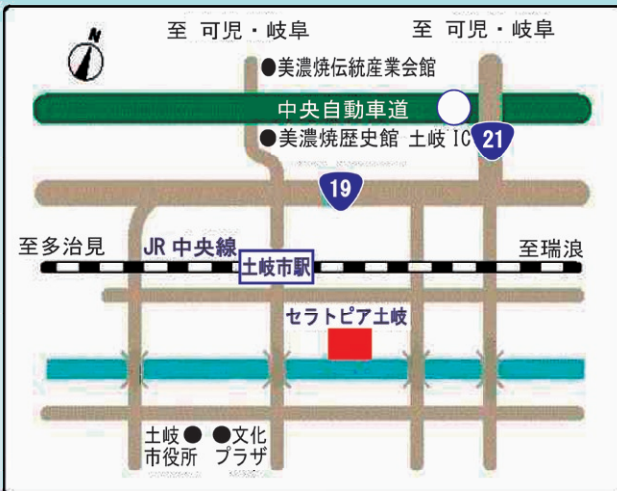 至 可児・岐阜
至 可児・岐阜
N
●美濃焼伝統産業会館
中央自動車道
●美濃焼歴史館
土岐 IC
21
19
至多治見
JR 中央線
土岐市駅
至瑞浪
セラトピア土岐
土岐●
市役所
●文化
プラザ